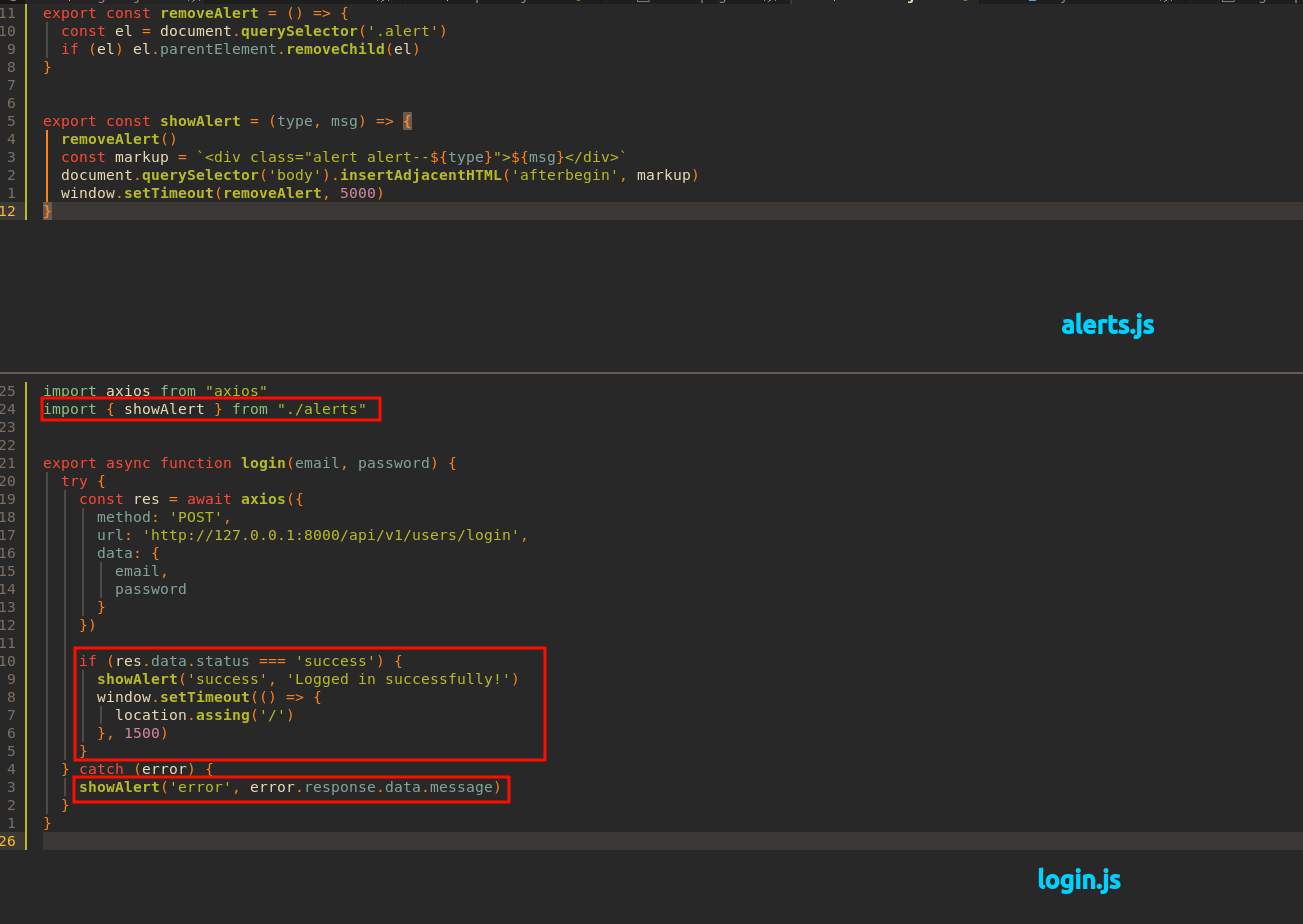 11 export const removeAlert = () => {
10 const el = document.querySelector('.alert')
9 if (el) el.parentElement.removeChild(el)
8 }
7
6
5 export const showAlert = (type, msg) => {
4 removeAlert()
3 const markup = `<div class="alert alert--${type}">${msg}</div>`
2 document.querySelector('body').insertAdjacentHTML('afterbegin', markup)
1 window.setTimeout(removeAlert, 5000)
12 }
alerts.js
25 import axios from "axios"
24 import { showAlert } from "./alerts"
23
22
21 export async function login(email, password) {
20 try {
19 const res = await axios({
18 method: 'POST',
17 url: 'http://127.0.0.1:8000/api/v1/users/login',
16 data: {
15 email,
14 password
13 }
12 })
11
10 if (res.data.status === 'success') {
9 showAlert('success', 'Logged in successfully!')
8 window.setTimeout(() => {
7 location.assing('/')
6 }, 1500)
5 }
4 } catch (error) {
3 showAlert('error', error.response.data.message)
2 }
1 }
26
login.js